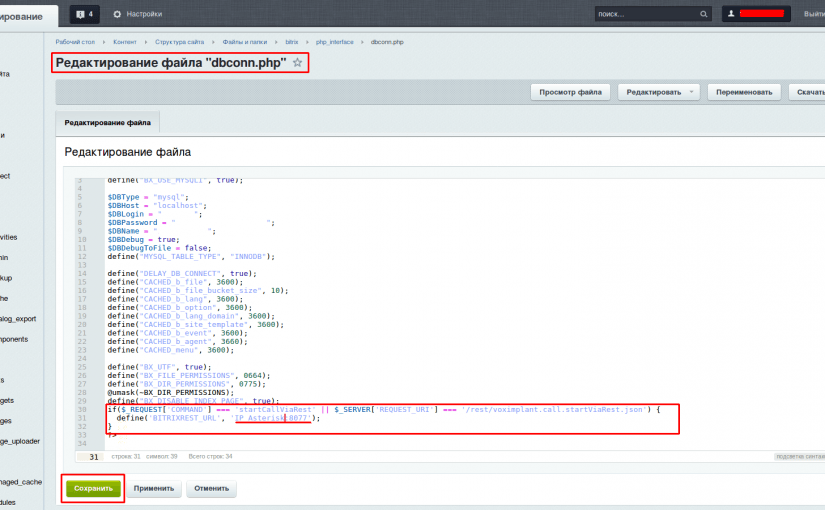 ирование
4
Настройки
поиск...
Выйти
Рабочий стол › Контент › Структура сайта › Файлы и папки › bitrix › php_interface › dbconn.php
Редактирование файла "dbconn.php"
Просмотр файла
Редактировать
Переименовать
Скачать
Редактирование файла
Редактирование файла
3 define("BX_USE_MYSQLI", true);
4
5 $DBType = "mysql";
6 $DBHost = "localhost";
7 $DBLogin = " ";
8 $DBPassword = " ";
9 $DBName = " ";
10 $DBDebug = true;
11 $DBDebugToFile = false;
12 define("MYSQL_TABLE_TYPE", "INNODB");
13
14 define("DELAY_DB_CONNECT", true);
15 define("CACHED_b_file", 3600);
16 define("CACHED_b_file_bucket_size", 10);
17 define("CACHED_b_lang", 3600);
18 define("CACHED_b_option", 3600);
19 define("CACHED_b_lang_domain", 3600);
20 define("CACHED_b_site_template", 3600);
21 define("CACHED_b_event", 3600);
22 define("CACHED_b_agent", 3660);
23 define("CACHED_menu", 3600);
24
25 define("BX_UTF", true);
26 define("BX_FILE_PERMISSIONS", 0664);
27 define("BX_DIR_PERMISSIONS", 0775);
28 @umask(~BX_DIR_PERMISSIONS);
29 define("BX_DISABLE_INDEX_PAGE", true);
30 if($_REQUEST['COMMAND'] === 'startCallViaRest' || $_SERVER['REQUEST_URI'] === '/rest/voximplant.call.startViaRest.json') {
31 define('BITRIXREST_URL', 'IP_Asterisk:8077');
32 }
33 ?>
34
31 строка: 31 символ: 39 Всего строк: 34
подсветки синтак
Сохранить
Применить
Отменить
йта
и
ect
vities
min
kup
he
alog_export
mponents
s
gets
ges
ge_uploader
naged_cache
dules